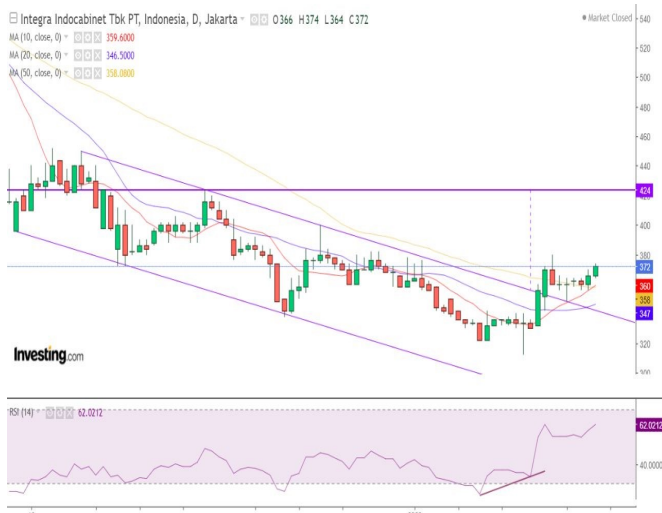 Integra Indocabinet Tbk PT, Indonesia, D, Jakarta O366 H374 L364 C372
Market Closed
MA (10, close, 0) 359.6000
MA (20, close, 0) 346.5000
MA (50, close, 0) 358.0800
540
520
500
480
460
440
424
400
380
372
360
358
347
320
300
Investing.com
RSI (14) 62.0212
62.0212
40.0000